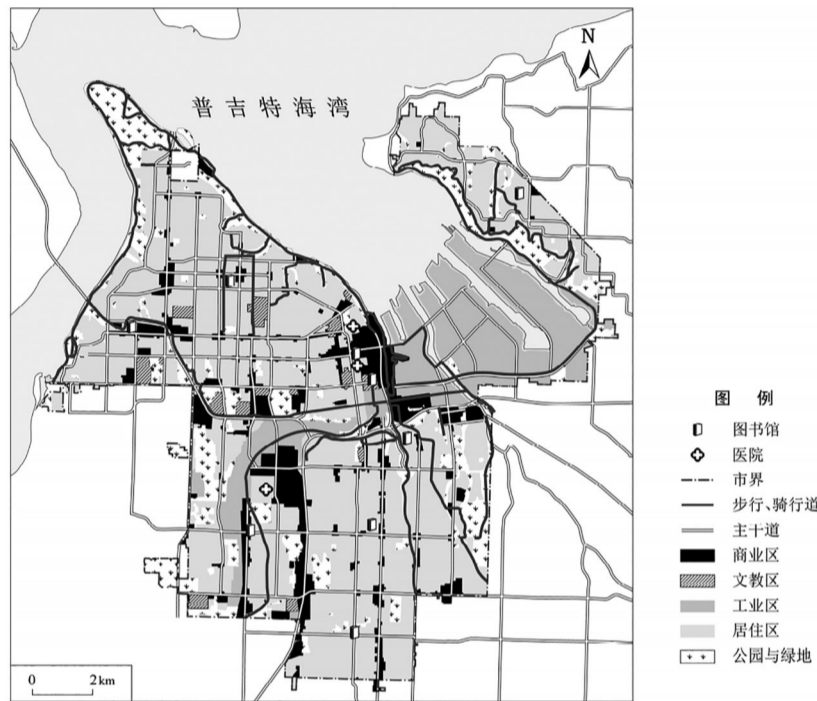 普吉特海湾
N
图 例
图书馆
医院
市界
步行、骑行道
主干道
商业区
文教区
工业区
居住区
公园与绿地
0 2km